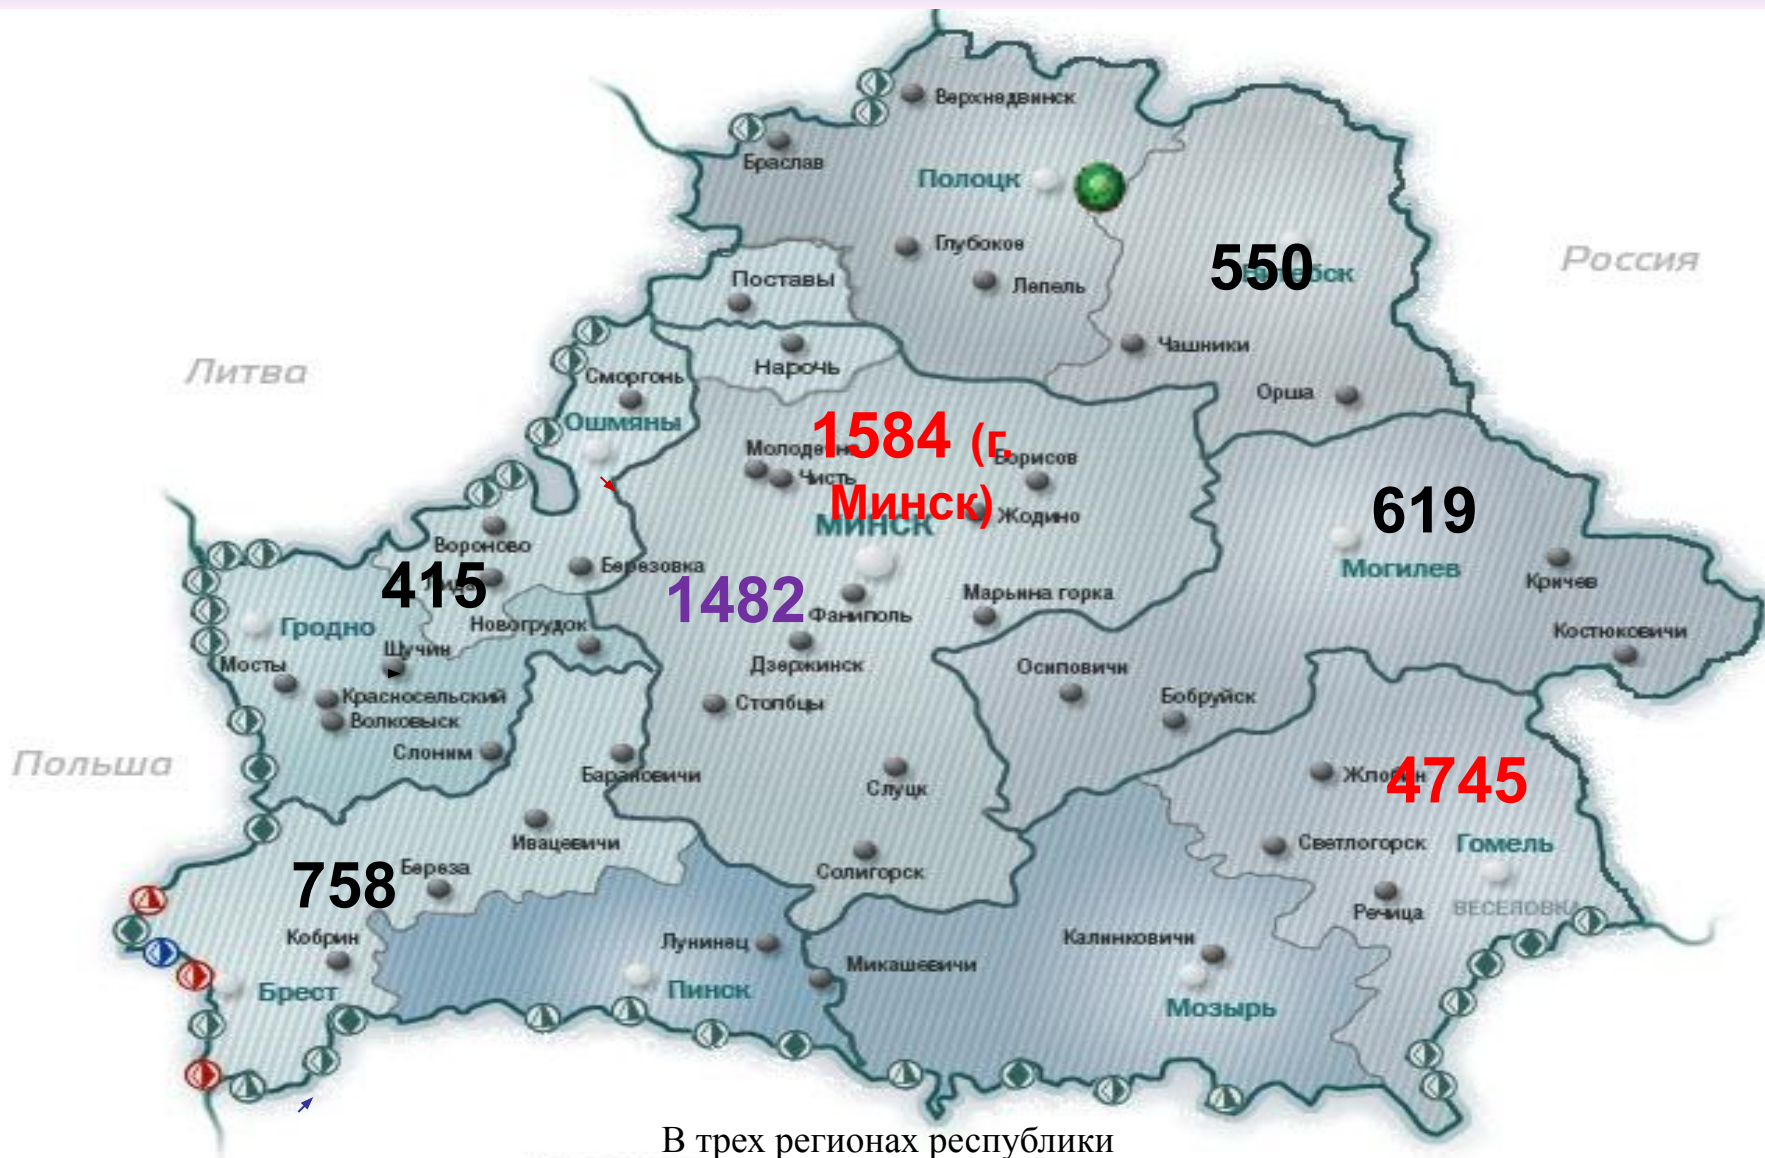 Верхнедвинск
Браслав
Полоцк
Глубокое
Лепель
550
Россия
Поставы
Чашники
Литва
Нарочь
Сморгонь
Орша
Ошмяны
1584 (г.
Минск)
Чисть
Борисов
МИНСК
Жодино
619
Могилев
Кричев
Вороново
415
Березовка
1482
Фаниполь
Марьина горка
Новогрудок
Гродно
Щучин
Мосты
Дзержинск
Осиповичи
Костюковичи
Красносельский
Волковыск
Столбцы
Бобруйск
Слоним
Польша
Барановичи
Слуцк
4745
Ивацевичи
Светлогорск
Гомель
758
Береза
Солигорск
Речица
ВЕСЕЛОВКА
Кобрин
Лунинец
Калинковичи
Микашевичи
Брест
Пинск
Мозырь
В трех регионах республики